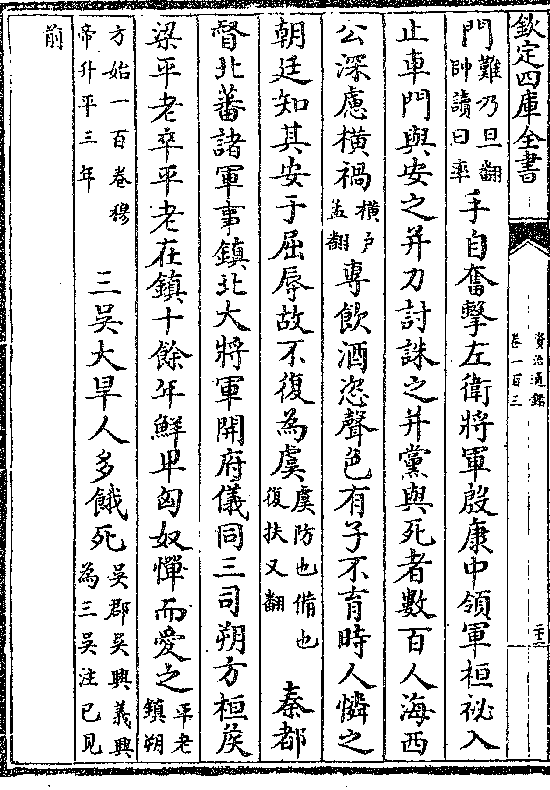 欽定四庫全書
資治通鑑
卷一百三
二十二
門難乃旦翻帥讀曰率手自奮擊左衛將軍殷康中領軍桓祕入
止車門與安之并力討誅之并黨與死者數百人海西
公深慮橫禍橫戶孟翻專飲酒恣聲色有子不育時人憐之
朝廷知其安于屈辱故不復為虞虞防也備也復扶又翻秦都
督北蕃諸軍事鎮北大將軍開府儀同三司朔方桓侯
梁平老卒平老在鎮十餘年鮮卑匈奴憚而愛之平老鎮朔
方始一百卷穆帝升平三年三吳大旱人多餓死吳郡吳興義興為三吳注已見
前